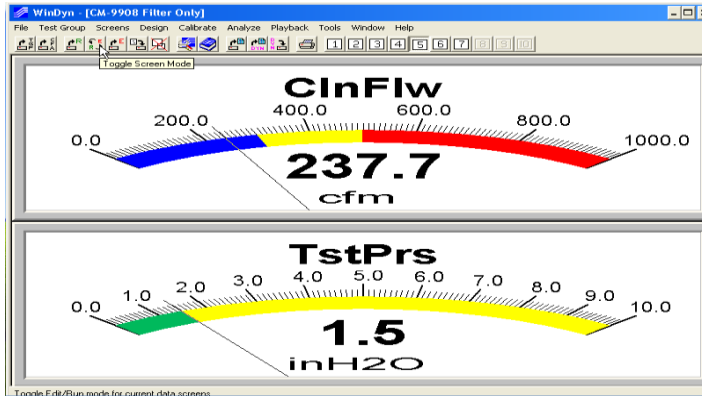 WinDyn - [CM-9908 Filter Only]
File Test Group Screens Design Calibrate Analyze Playback Tools Window Help
1 2 3 4 5 6 7 8 9 10
Toggle Screen Mode
ClnFlw
0.0 200.0 400.0 600.0 800.0 1000.0
237.7
cfm
TstPrs
0.0 1.0 2.0 3.0 4.0 5.0 6.0 7.0 8.0 9.0 10.0
1.5
inH2O
Toggle Edit/Run mode for current data screens